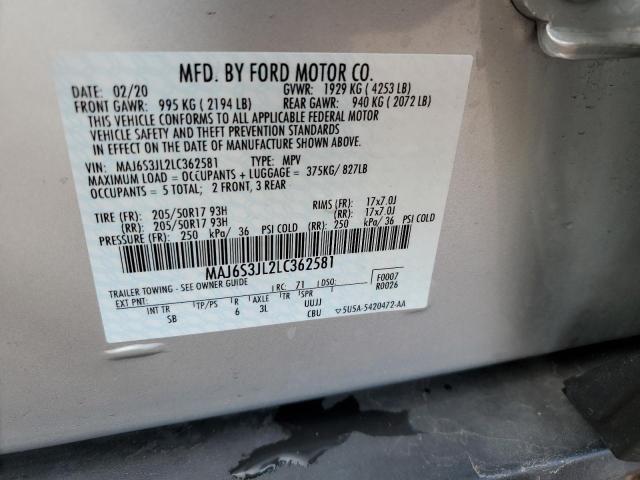 MFD. BY FORD MOTOR CO.
DATE: 02/20 GVWR: 1929 KG ( 4253 LB)
FRONT GAWR: 995 KG ( 2194 LB) REAR GAWR: 940 KG ( 2072 LB)
THIS VEHICLE CONFORMS TO ALL APPLICABLE FEDERAL MOTOR
VEHICLE SAFETY AND THEFT PREVENTION STANDARDS
IN EFFECT ON THE DATE OF MANUFACTURE SHOWN ABOVE.
VIN: MAJ6S3JL2LC362581 TYPE: MPV
MAXIMUM LOAD = OCCUPANTS + LUGGAGE = 375KG/ 827LB
OCCUPANTS = 5 TOTAL; 2 FRONT, 3 REAR
TIRE (FR): 205/50R17 93H RIMS (FR): 17x7.0J
(RR): 205/50R17 93H (RR): 17x7.0J
PRESSURE (FR): 250 kPa/ 36 PSI COLD (RR): 250 kPa/ 36 PSI COLD
MAJ6S3JL2LC362581
TRAILER TOWING - SEE OWNER GUIDE RC: 71 DSO: F0007
EXT PNT: R0026
INT TR TP/PS R AXLE TR SPR UUJJ
SB 6 3L CBU 5U5A-5420472-AA